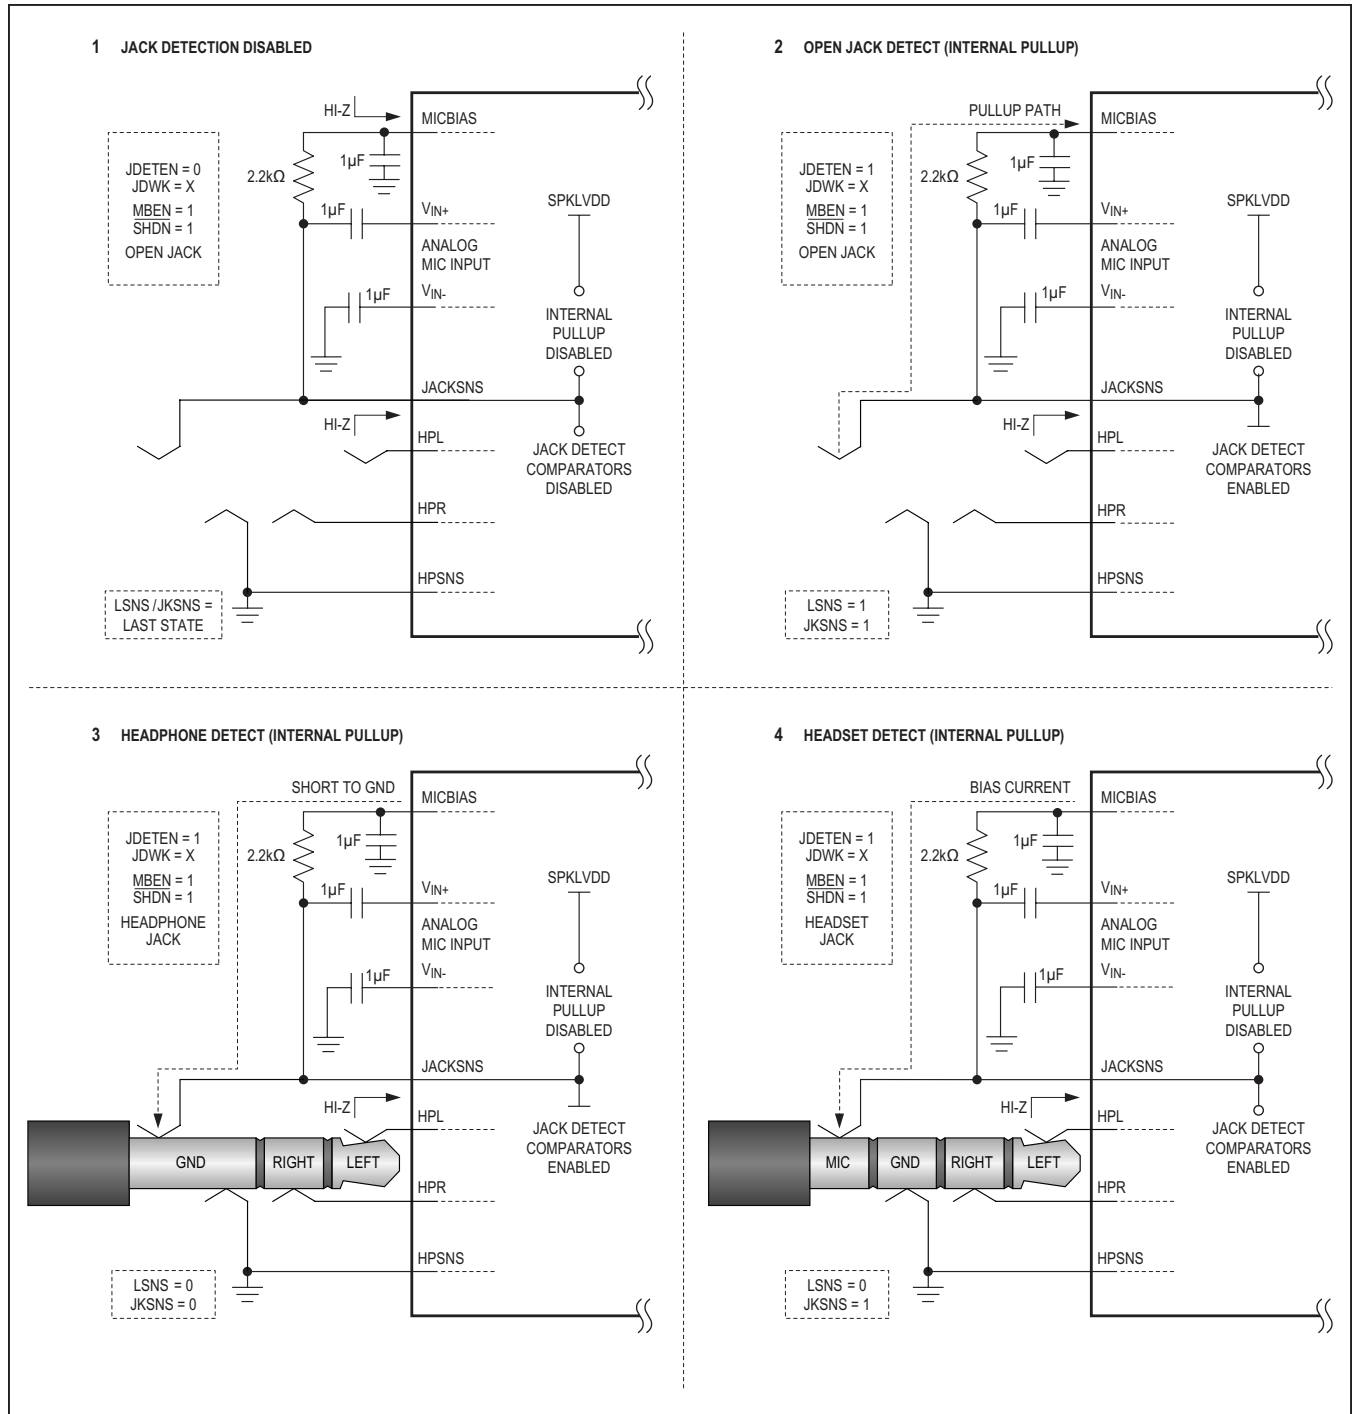 1 JACK DETECTION DISABLED
HI-Z
MICBIAS
JDETEN = 0
JDWK = X
MBEN = 1
SHDN = 1
OPEN JACK
2.2kΩ
1µF
1µF
VIN+
SPKLVDD
ANALOG
MIC INPUT
1µF
VIN-
INTERNAL
PULLUP
DISABLED
JACKSNS
HI-Z
HPL
JACK DETECT
COMPARATORS
DISABLED
HPR
HPSNS
LSNS /JKSNS =
LAST STATE
2 OPEN JACK DETECT (INTERNAL PULLUP)
PULLUP PATH
MICBIAS
JDETEN = 1
JDWK = X
MBEN = 1
SHDN = 1
OPEN JACK
2.2kΩ
1µF
1µF
VIN+
SPKLVDD
ANALOG
MIC INPUT
1µF
VIN-
INTERNAL
PULLUP
DISABLED
JACKSNS
HI-Z
HPL
JACK DETECT
COMPARATORS
ENABLED
HPR
HPSNS
LSNS = 1
JKSNS = 1
3 HEADPHONE DETECT (INTERNAL PULLUP)
SHORT TO GND
MICBIAS
JDETEN = 1
JDWK = X
MBEN = 1
SHDN = 1
HEADPHONE
JACK
2.2kΩ
1µF
1µF
VIN+
SPKLVDD
ANALOG
MIC INPUT
1µF
VIN-
INTERNAL
PULLUP
DISABLED
JACKSNS
HI-Z
HPL
JACK DETECT
COMPARATORS
ENABLED
GND
RIGHT
LEFT
HPR
HPSNS
LSNS = 0
JKSNS = 0
4 HEADSET DETECT (INTERNAL PULLUP)
BIAS CURRENT
MICBIAS
JDETEN = 1
JDWK = X
MBEN = 1
SHDN = 1
HEADSET
JACK
2.2kΩ
1µF
1µF
VIN+
SPKLVDD
ANALOG
MIC INPUT
1µF
VIN-
INTERNAL
PULLUP
DISABLED
JACKSNS
HI-Z
HPL
JACK DETECT
COMPARATORS
ENABLED
MIC
GND
RIGHT
LEFT
HPR
HPSNS
LSNS = 0
JKSNS = 1